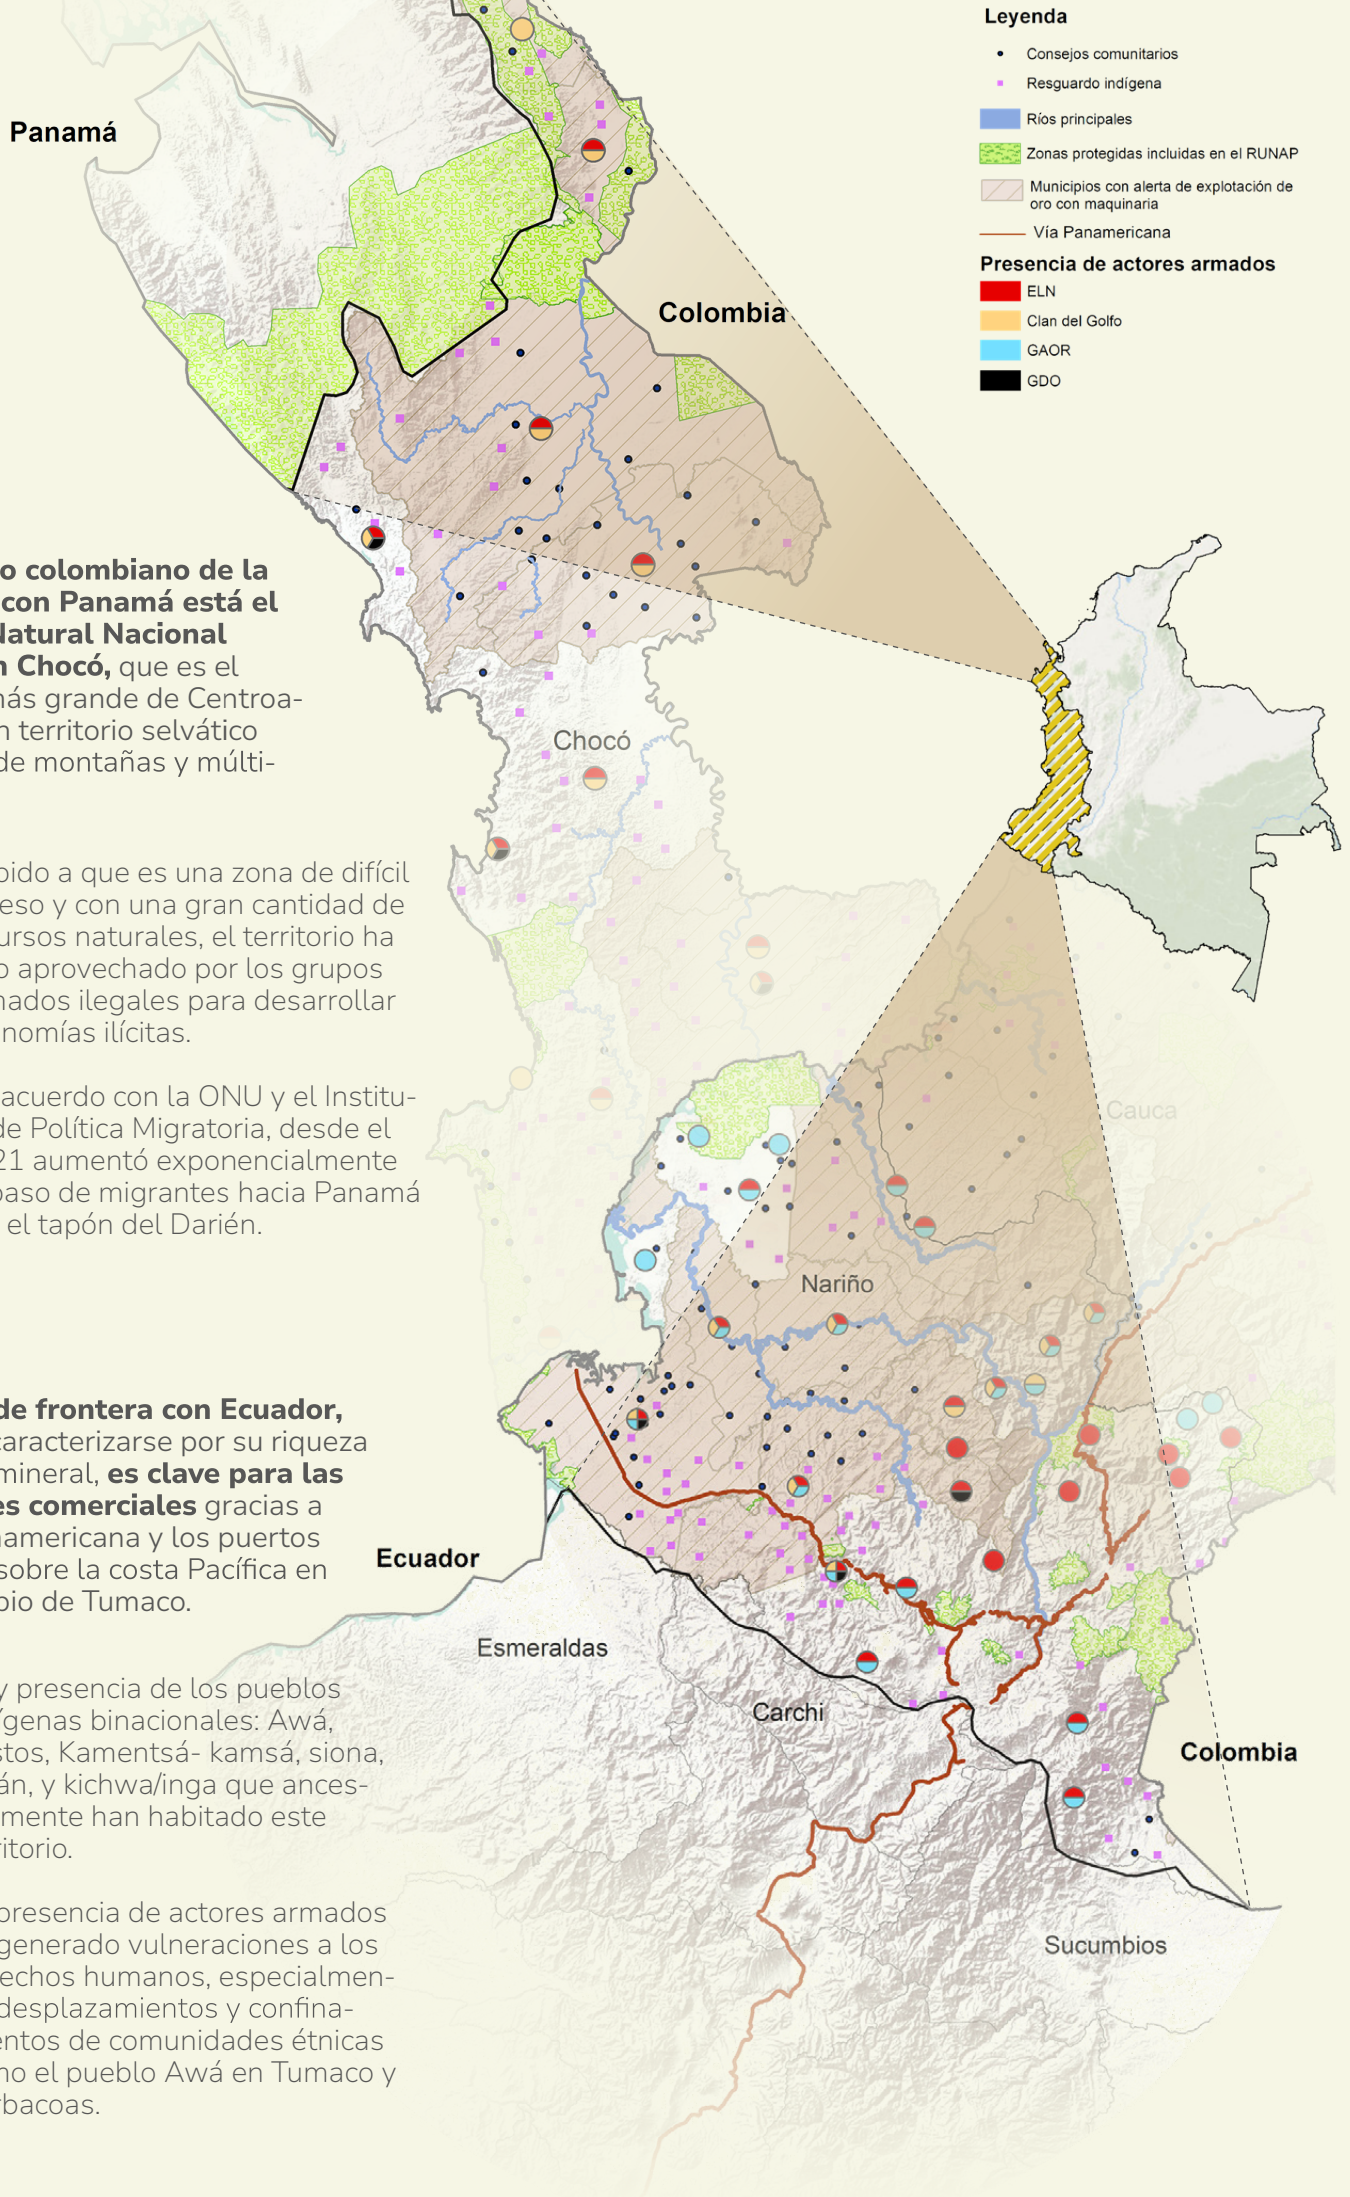 Leyenda
Consejos comunitarios
Resguardo indígena
Ríos principales
Zonas protegidas incluidas en el RUNAP
Municipios con alerta de explotación de
oro con maquinaria
Vía Panamericana
Presencia de actores armados
ELN
Clan del Golfo
GAOR
GDO
Panamá
Colombia
o colombiano de la
con Panamá está el
Natural Nacional
n Chocó, que es el
más grande de Centroa-
n territorio selvático
de montañas y múlti-
Chocó
bido a que es una zona de difícil
eso y con una gran cantidad de
ursos naturales, el territorio ha
o aprovechado por los grupos
mados ilegales para desarrollar
nomías ilícitas.
acuerdo con la ONU y el Institu-
de Política Migratoria, desde el
21 aumentó exponencialmente
paso de migrantes hacia Panamá
el tapón del Darién.
Cauca
Nariño
de frontera con Ecuador,
caracterizarse por su riqueza
mineral, es clave para las
es comerciales gracias a
namericana y los puertos
sobre la costa Pacífica en
pio de Tumaco.
Ecuador
Esmeraldas
Carchi
Colombia
Sucumbios
y presencia de los pueblos
ígenas binacionales: Awá,
stos, Kamentsá- kamsá, siona,
án, y kichwa/inga que ances-
mente han habitado este
ritorio.
presencia de actores armados
generado vulneraciones a los
echos humanos, especialmen-
desplazamientos y confina-
entos de comunidades étnicas
mo el pueblo Awá en Tumaco y
rbacoas.